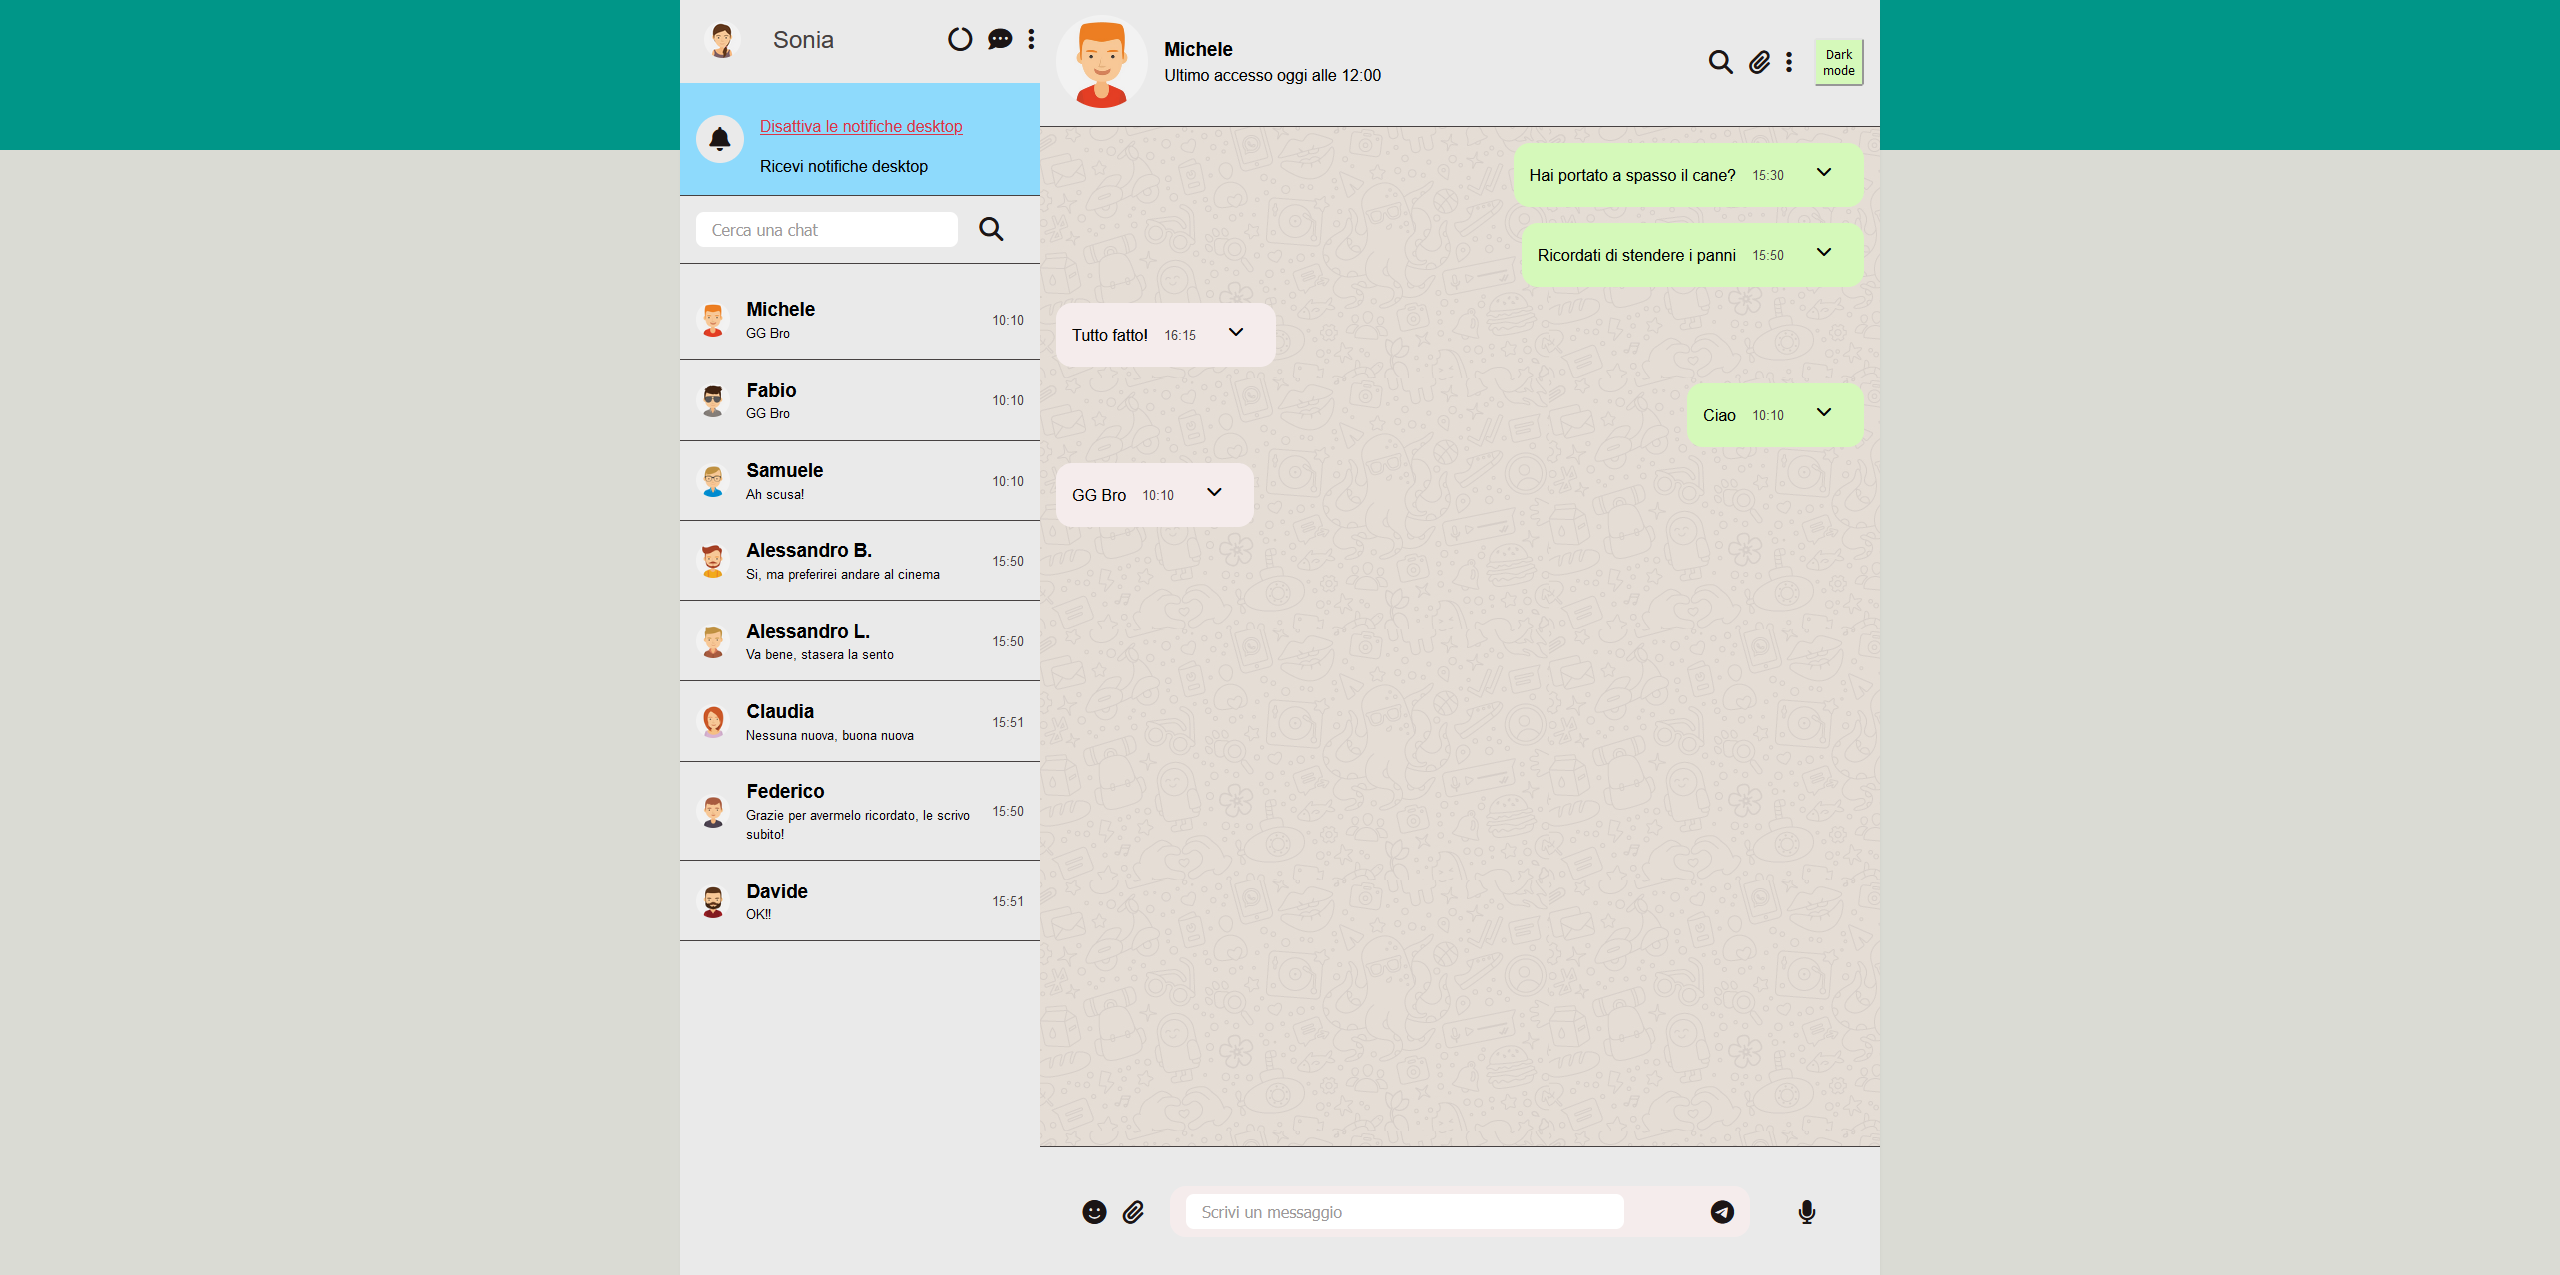 Sonia
Disattiva le notifiche desktop
Ricevi notifiche desktop
Cerca una chat
Michele
GG Bro
10:10
Fabio
GG Bro
10:10
Samuele
Ah scusa!
10:10
Alessandro B.
Si, ma preferirei andare al cinema
15:50
Alessandro L.
Va bene, stasera la sento
15:50
Claudia
Nessuna nuova, buona nuova
15:51
Federico
Grazie per avermelo ricordato, le scrivo
subito!
15:50
Davide
OK!!
15:51
Michele
Ultimo accesso oggi alle 12:00
Dark
mode
Hai portato a spasso il cane? 15:30
Ricordati di stendere i panni 15:50
Tutto fatto! 16:15
Ciao 10:10
GG Bro 10:10
Scrivi un messaggio